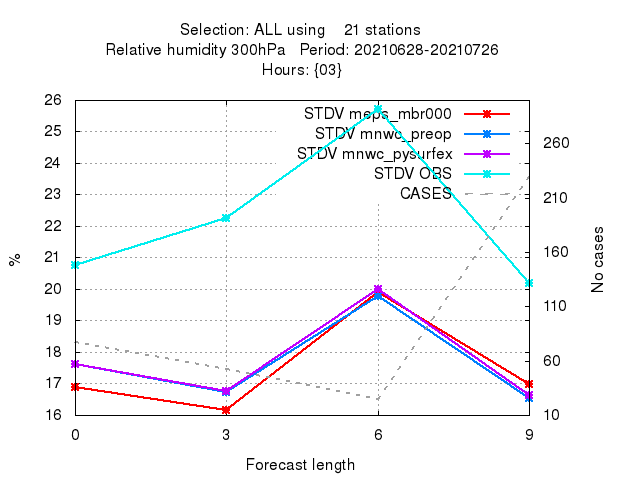 Selection: ALL using    21 stations
Relative humidity 300hPa   Period: 20210628-20210726
Hours: {03}
STDV meps_mbr000
STDV mnwc_preop
STDV mnwc_pysurfex
STDV OBS
CASES
26
25
24
23
22
21
20
19
18
17
16
%
260
210
160
110
60
10
No cases
0 3 6 9
Forecast length